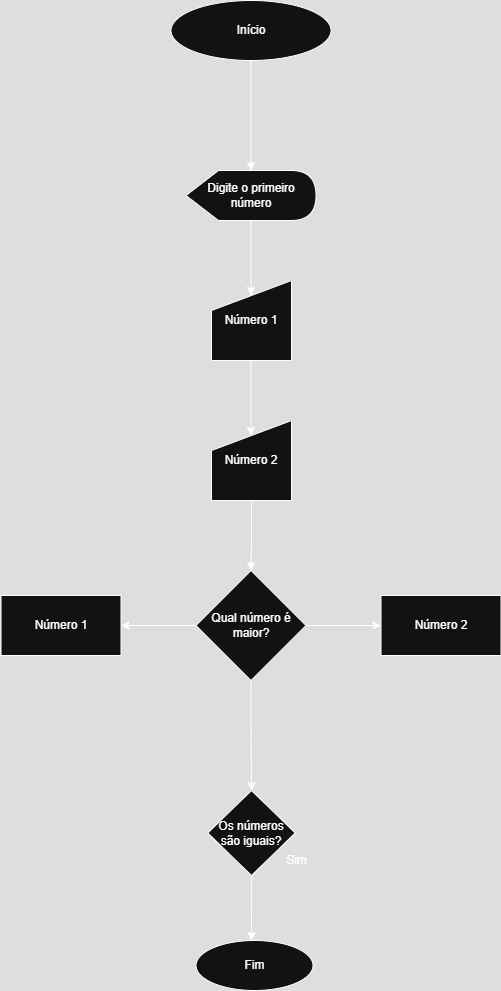 Início
Digite o primeiro
número
Número 1
Número 2
Qual número é
maior?
Número 1
Número 2
Os números
são iguais?
Sim
Fim